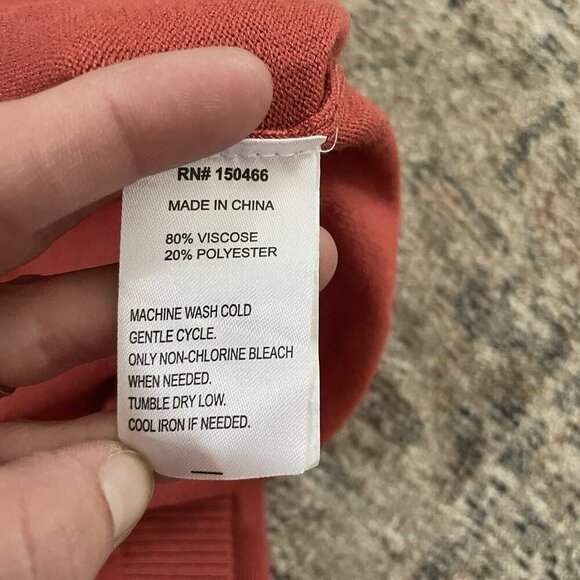 RN# 150466
MADE IN CHINA
80% VISCOSE
20% POLYESTER
MACHINE WASH COLD
GENTLE CYCLE.
ONLY NON-CHLORINE BLEACH
WHEN NEEDED.
TUMBLE DRY LOW.
COOL IRON IF NEEDED.